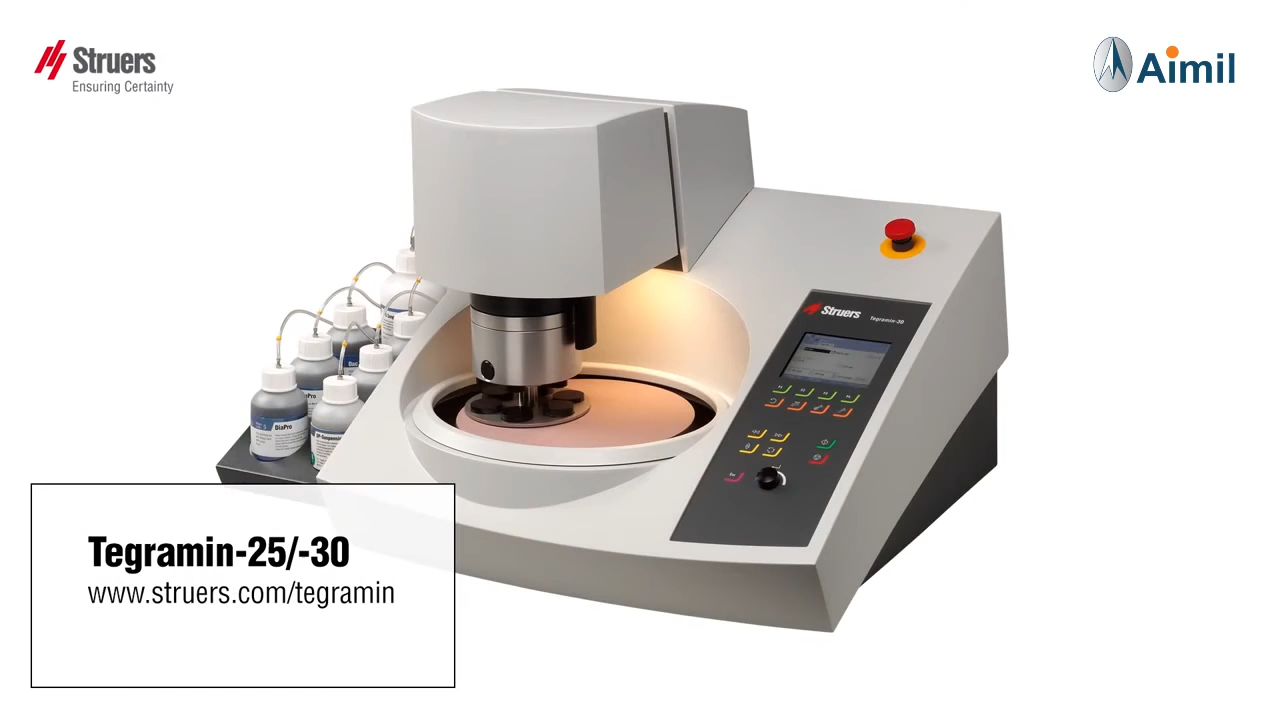 Struers
Ensuring Certainty
Aimil
Struers
Tegramin-30
DiaPro
Tegramin-25/-30
www.struers.com/tegramin